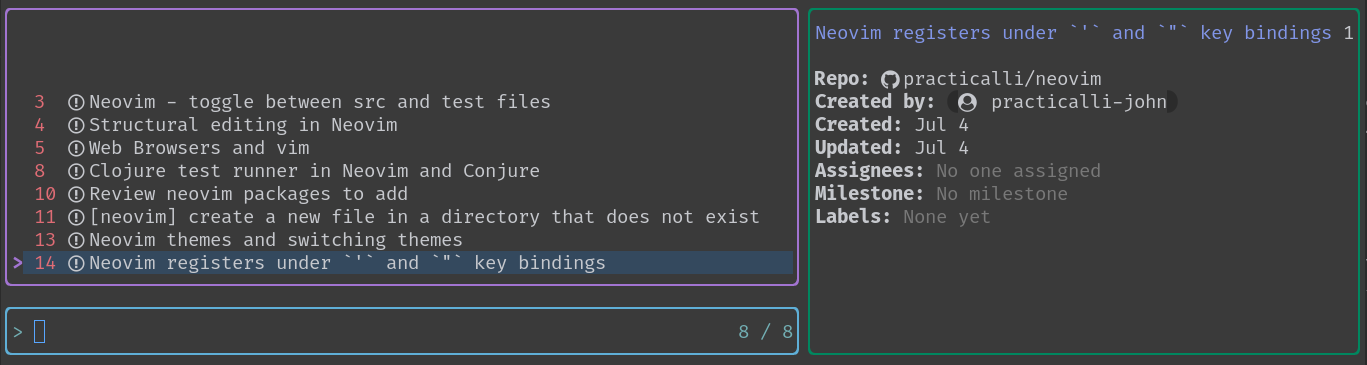 3 Neovim - toggle between src and test files
4 Structural editing in Neovim
5 Web Browsers and vim
8 Clojure test runner in Neovim and Conjure
10 Review neovim packages to add
11 [neovim] create a new file in a directory that does not exist
13 Neovim themes and switching themes
> 14 Neovim registers under `'` and `"` key bindings
> 8 / 8
Neovim registers under `'` and `"` key bindings 1
Repo: practicalli/neovim
Created by: practicalli-john
Created: Jul 4
Updated: Jul 4
Assignees: No one assigned
Milestone: No milestone
Labels: None yet